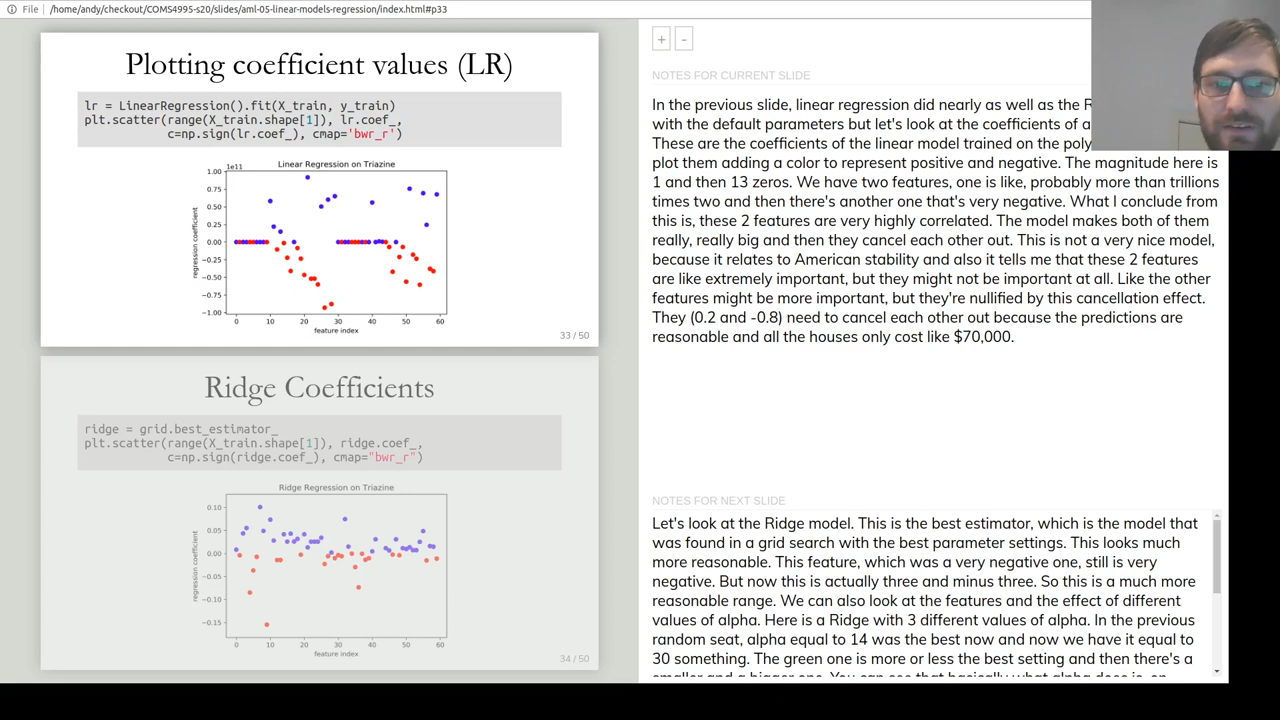 File | /home/andy/checkout/COMS4995-s20/slides/aml-05-linear-models-regression/index.html#p33
Plotting coefficient values (LR)
lr = LinearRegression().fit(X_train, y_train)
plt.scatter(range(X_train.shape[1]), lr.coef_,
c=np.sign(lr.coef_), cmap='bwr_r')
Linear Regression on Triazine
1e11
1.00
0.75
0.50
0.25
0.00
−0.25
−0.50
−0.75
−1.00
regression coefficient
0 10 20 30 40 50 60
feature index
33 / 50
Ridge Coefficients
ridge = grid.best_estimator_
plt.scatter(range(X_train.shape[1]), ridge.coef_,
c=np.sign(ridge.coef_), cmap="bwr_r")
Ridge Regression on Triazine
0.10
0.05
0.00
−0.05
−0.10
−0.15
regression coefficient
0 10 20 30 40 50 60
feature index
34 / 50
+ -
NOTES FOR CURRENT SLIDE
In the previous slide, linear regression did nearly as well as the
with the default parameters but let's look at the coefficients of
These are the coefficients of the linear model trained on the
plot them adding a color to represent positive and negative. The magnitude here is
1 and then 13 zeros. We have two features, one is like, probably more than trillions
times two and then there's another one that's very negative. What I conclude from
this is, these 2 features are very highly correlated. The model makes both of them
really, really big and then they cancel each other out. This is not a very nice model,
because it relates to American stability and also it tells me that these 2 features
are like extremely important, but they might not be important at all. Like the other
features might be more important, but they're nullified by this cancellation effect.
They (0.2 and -0.8) need to cancel each other out because the predictions are
reasonable and all the houses only cost like $70,000.
NOTES FOR NEXT SLIDE
Let's look at the Ridge model. This is the best estimator, which is the model that
was found in a grid search with the best parameter settings. This looks much
more reasonable. This feature, which was a very negative one, still is very
negative. But now this is actually three and minus three. So this is a much more
reasonable range. We can also look at the features and the effect of different
values of alpha. Here is a Ridge with 3 different values of alpha. In the previous
random seat, alpha equal to 14 was the best now and now we have it equal to
30 something. The green one is more or less the best setting and then there's a
smaller and a bigger one. You can see that basically what alpha does is, on